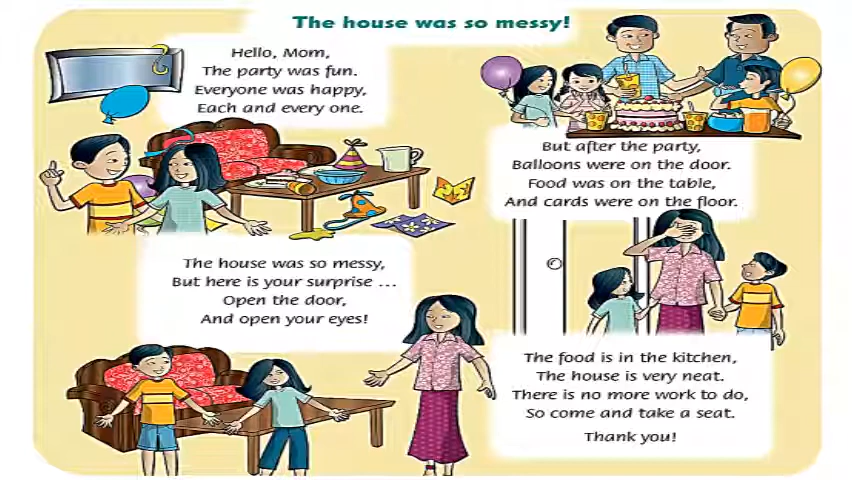 The house was so messy!
Hello, Mom,
The party was fun.
Everyone was happy,
Each and every one.
But after the party,
Balloons were on the door.
Food was on the table,
And cards were on the floor.
The house was so messy,
But here is your surprise ...
Open the door,
And open your eyes!
The food is in the kitchen,
The house is very neat.
There is no more work to do,
So come and take a seat.
Thank you!